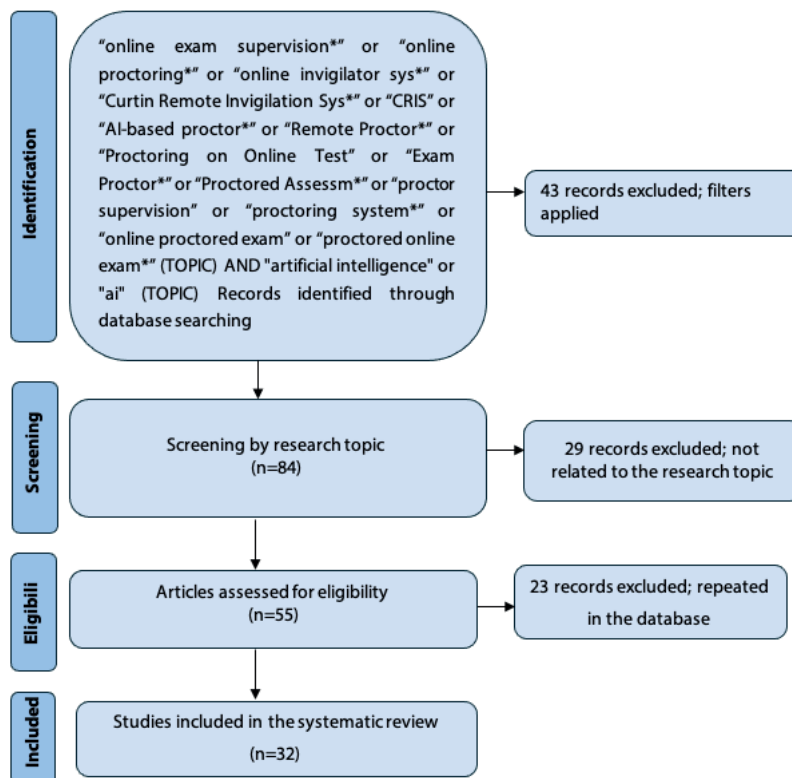 Identification
“online exam supervision*” or “online
proctoring*” or “online invigilator sys*” or
“Curtin Remote Invigilation Sys*” or “CRIS” or
“AI-based proctor*” or “Remote Proctor*” or
“Proctoring on Online Test” or “Exam
Proctor*” or “Proctored Assessm*” or “proctor
supervision” or “proctoring system*” or
“online proctored exam” or “proctored online
exam*” (TOPIC) AND "artificial intelligence" or
"ai" (TOPIC) Records identified through
database searching
43 records excluded; filters
applied
Screening
Screening by research topic
(n=84)
29 records excluded; not
related to the research topic
Eligibili
Articles assessed for eligibility
(n=55)
23 records excluded; repeated
in the database
Included
Studies included in the systematic review
(n=32)